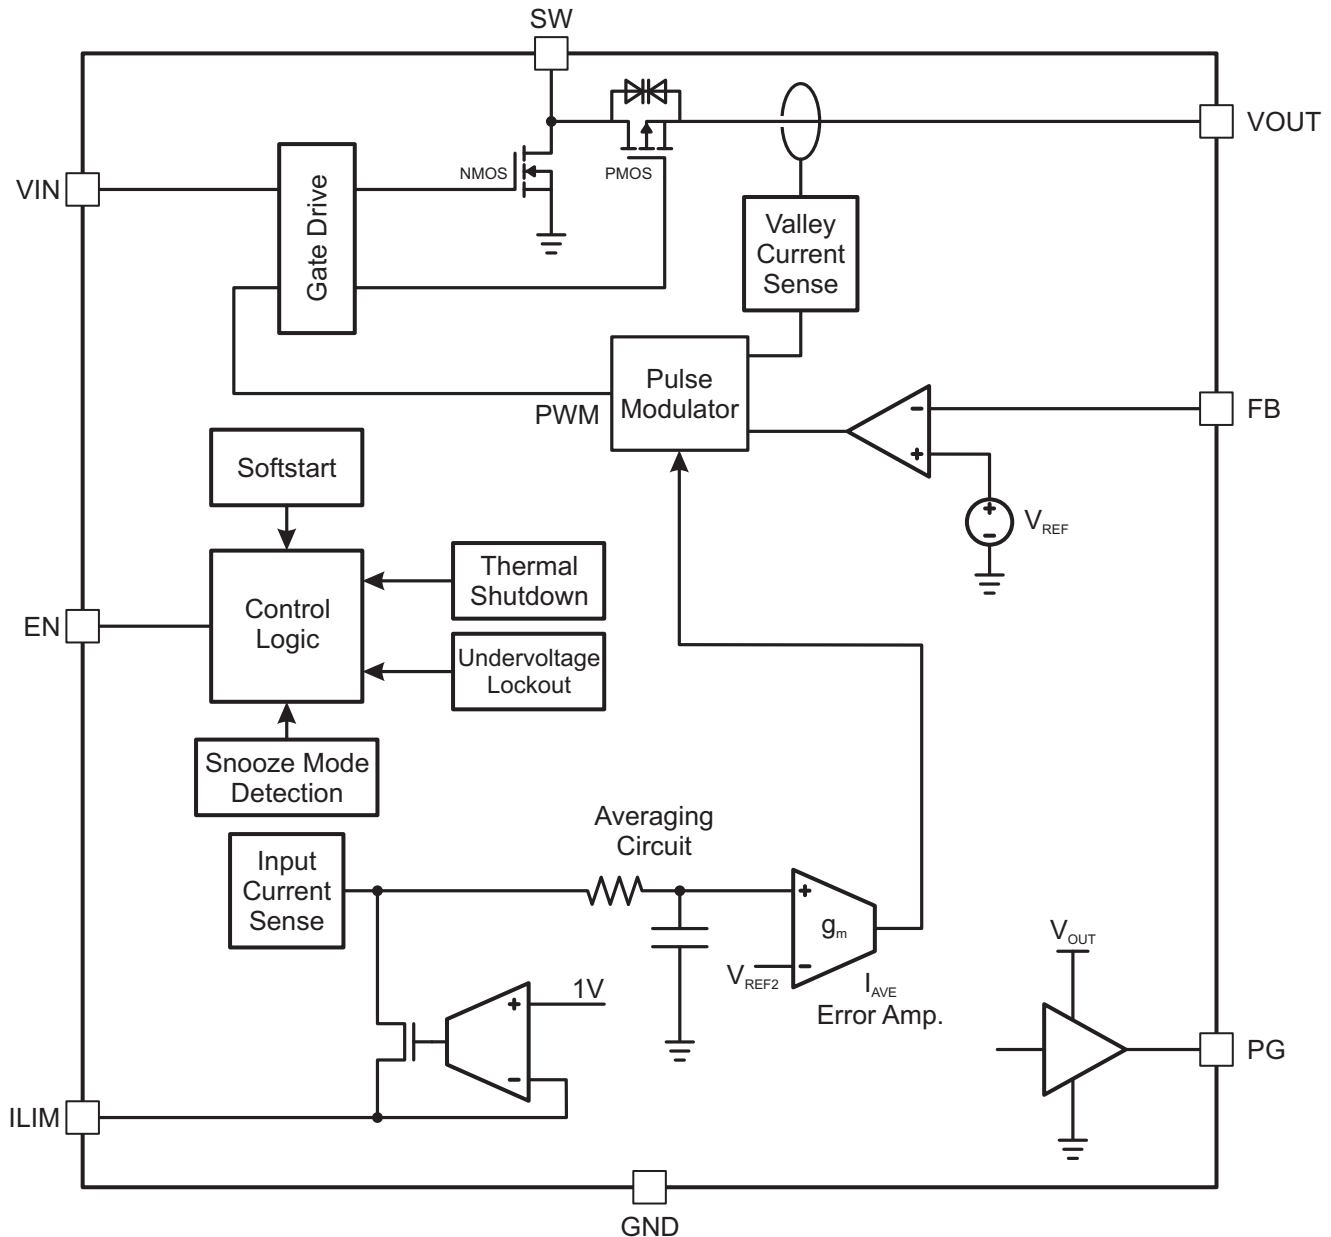 SW
VOUT
VIN
Gate Drive
NMOS
PMOS
Valley
Current
Sense
Pulse
Modulator
PWM
- 
FB
+
+
-
VREF
Softstart
Control
Logic
EN
Thermal
Shutdown
Undervoltage
Lockout
Snooze Mode
Detection
Input
Current
Sense
Averaging
Circuit
+
gm
-
VREF2
IAVE
Error Amp.
VOUT
+
1V
-
PG
ILIM
GND